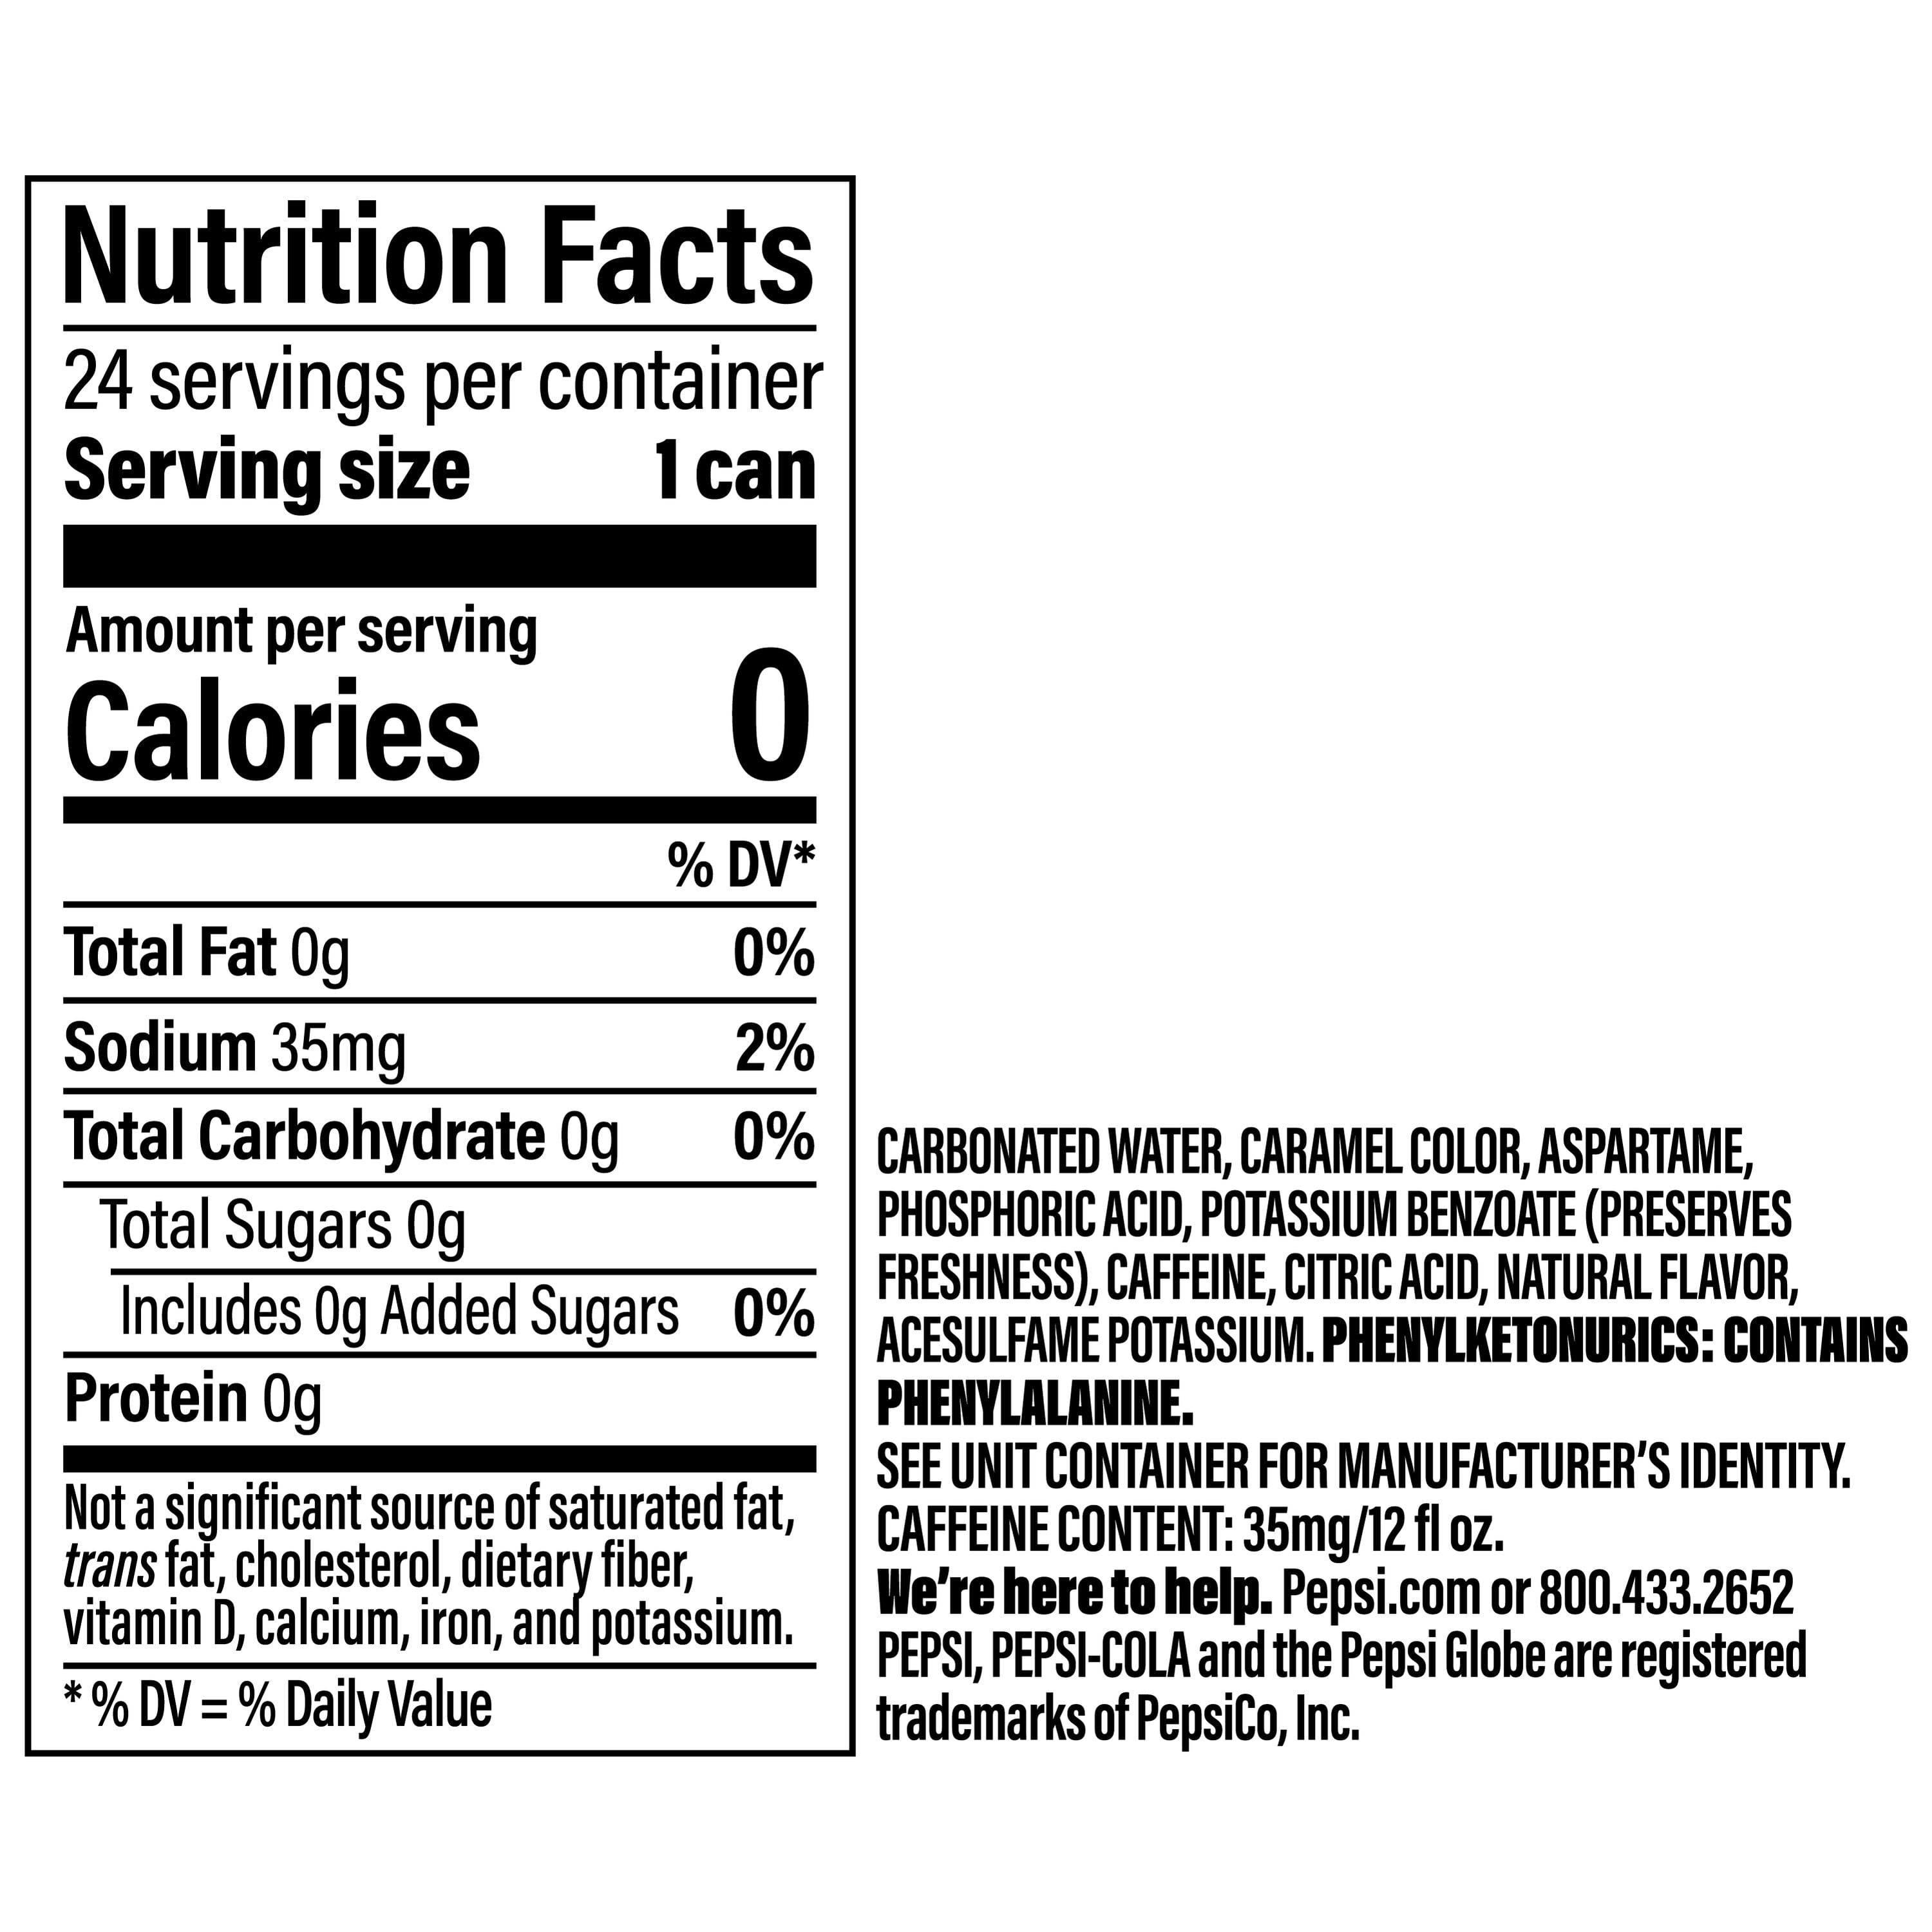 Nutrition Facts
24 servings per container
Serving size 1 can
Amount per serving
Calories 0
% DV*
Total Fat 0g 0%
Sodium 35mg 2%
Total Carbohydrate 0g 0%
Total Sugars 0g
Includes 0g Added Sugars 0%
Protein 0g
Not a significant source of saturated fat,
trans fat, cholesterol, dietary fiber,
vitamin D, calcium, iron, and potassium.
* % DV = % Daily Value
CARBONATED WATER, CARAMEL COLOR, ASPARTAME,
PHOSPHORIC ACID, POTASSIUM BENZOATE (PRESERVES
FRESHNESS), CAFFEINE, CITRIC ACID, NATURAL FLAVOR,
ACESULFAME POTASSIUM. PHENYLKETONURICS: CONTAINS
PHENYLALANINE.
SEE UNIT CONTAINER FOR MANUFACTURER'S IDENTITY.
CAFFEINE CONTENT: 35mg/12 fl oz.
We're here to help. Pepsi.com or 800.433.2652
PEPSI, PEPSI-COLA and the Pepsi Globe are registered
trademarks of PepsiCo, Inc.